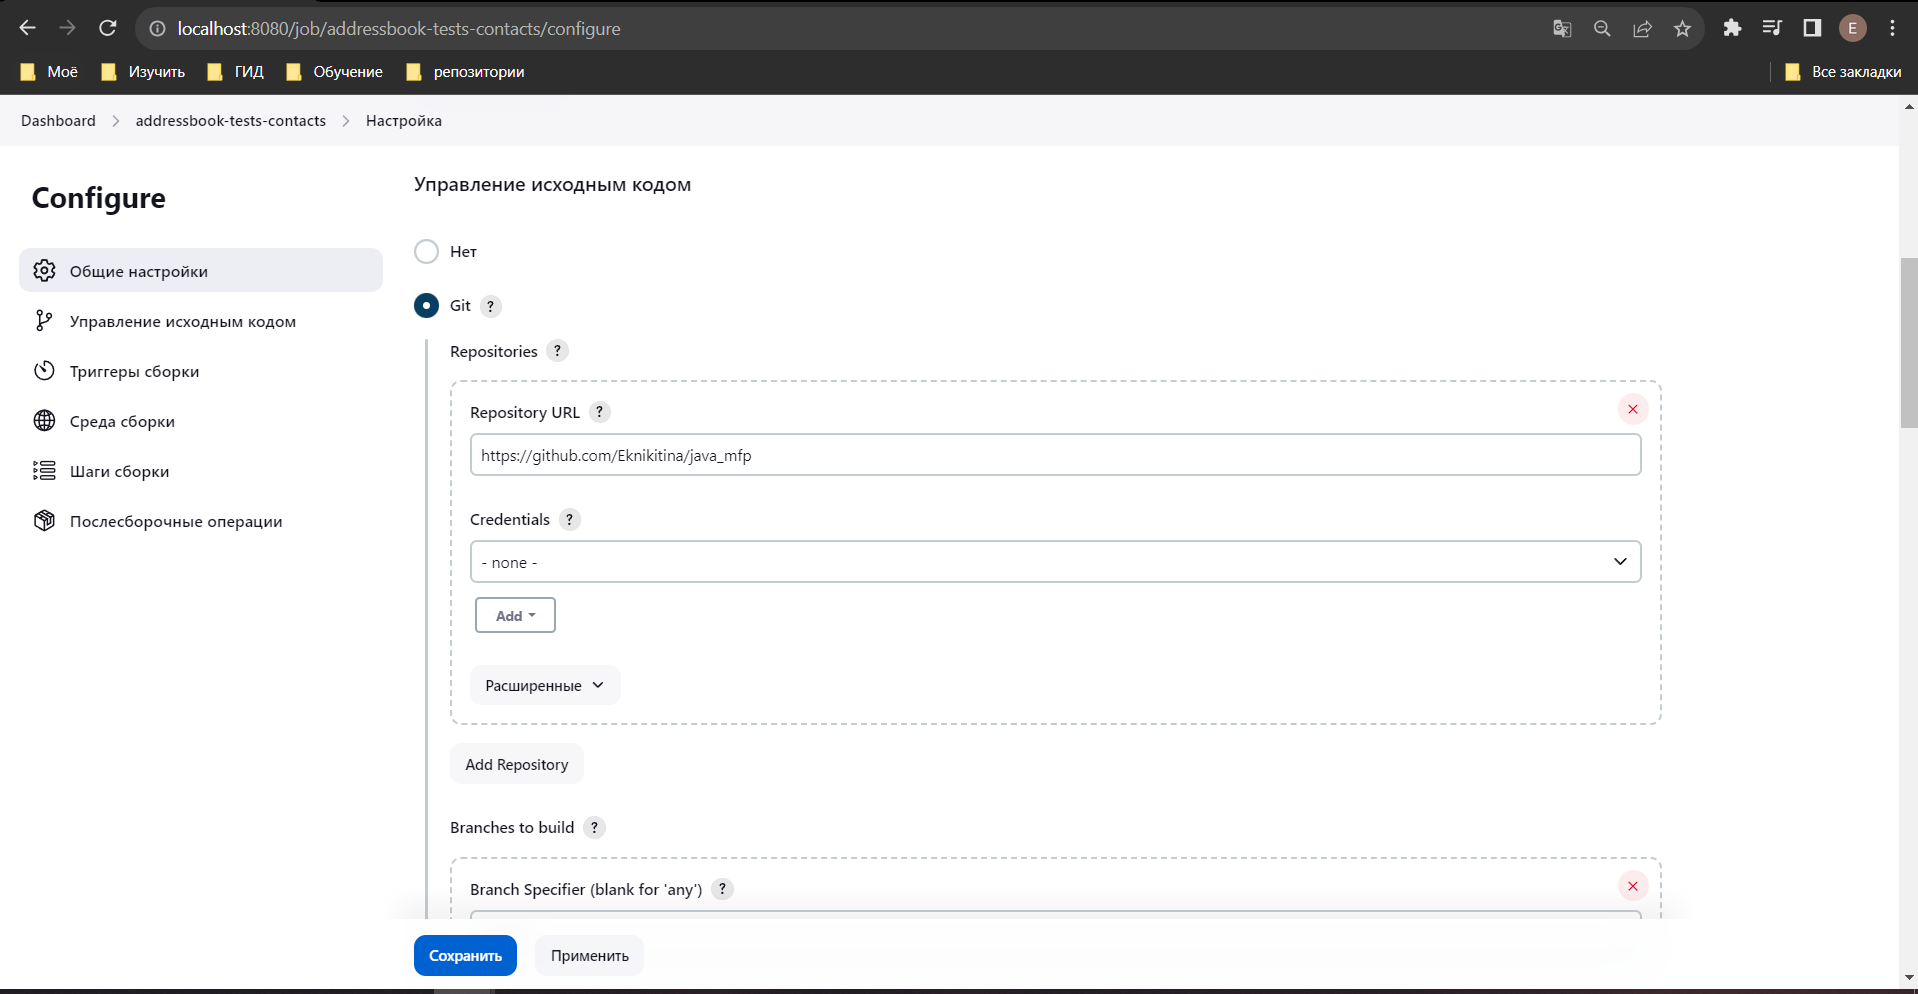 localhost:8080/job/addressbook-tests-contacts/configure
E
Моё
Изучить
ГИД
Обучение
репозитории
Все закладки
Dashboard
addressbook-tests-contacts
Настройка
Configure
Общие настройки
Управление исходным кодом
Триггеры сборки
Среда сборки
Шаги сборки
Послесборочные операции
Управление исходным кодом
Нет
Git ?
Repositories ?
Repository URL ?
https://github.com/Eknikitina/java_mfp
Credentials ?
- none -
Add
Расширенные
Add Repository
Branches to build ?
Branch Specifier (blank for 'any') ?
Сохранить
Применить